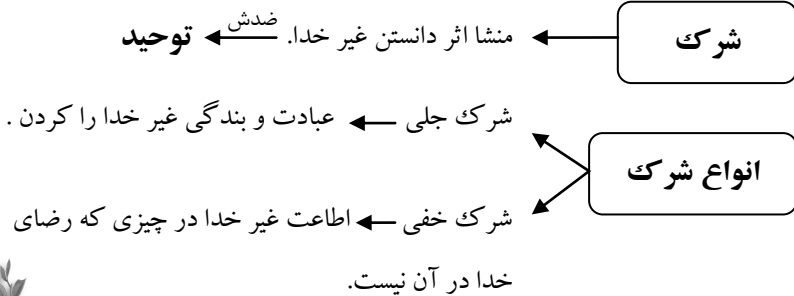 شرک
منشا اثر دانستن غیر خدا. ضدش توحید
شرک جلی عبادت و بندگی غیر خدا را کردن .
انواع شرک
شرک خفی اطاعت غیر خدا در چیزی که رضای
خدا در آن نیست.